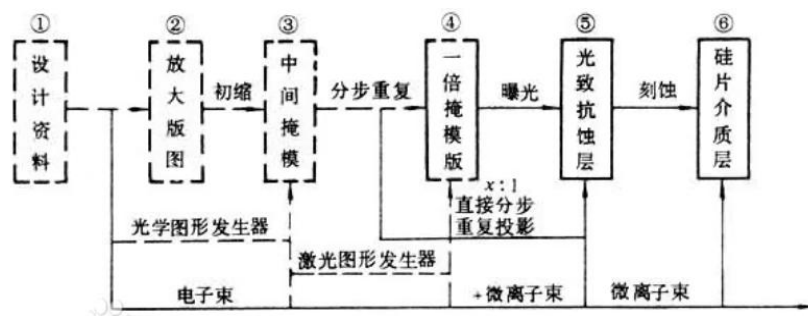 ① ② ③ ④ ⑤ ⑥
设计资料
放大版图
初缩
中间掩模
分步重复
一倍掩模版
曝光
光致抗蚀层
刻蚀
硅片介质层
x:1
直接分步
重复投影
光学图形发生器
激光图形发生器
电子束
+微离子束
微离子束